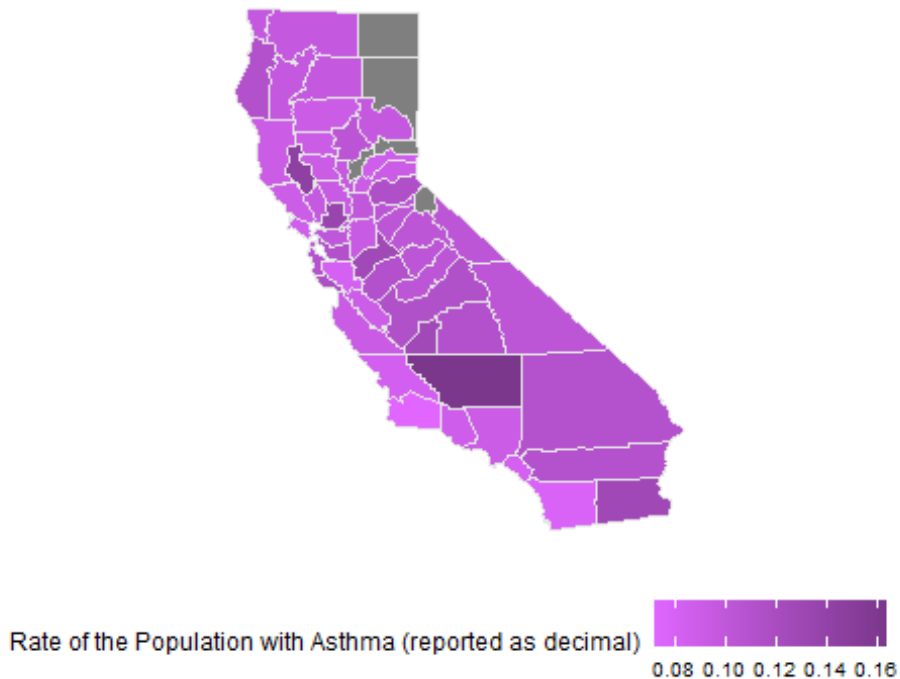 Rate of the Population with Asthma (reported as decimal)
0.08 0.10 0.12 0.14 0.16